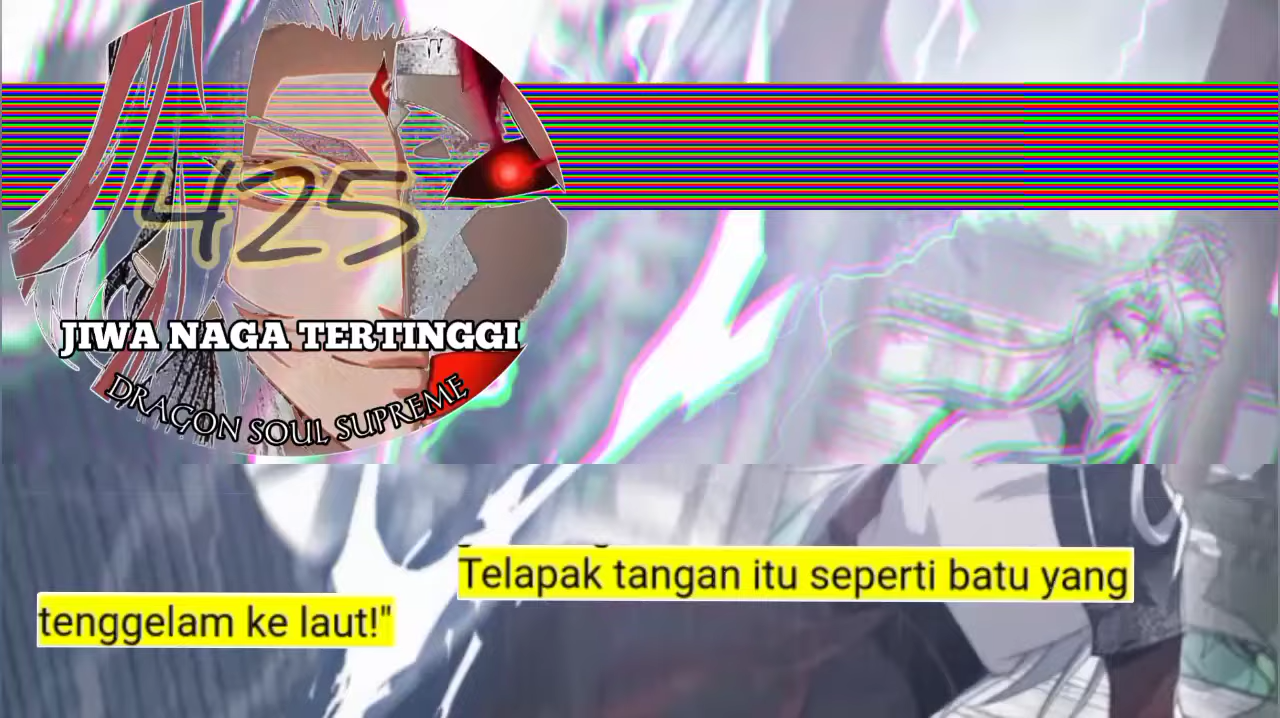 425
JIWA NAGA TERTINGGI
DRAGON SOUL SUPREME
Telapak tangan itu seperti batu yang
tenggelam ke laut!"